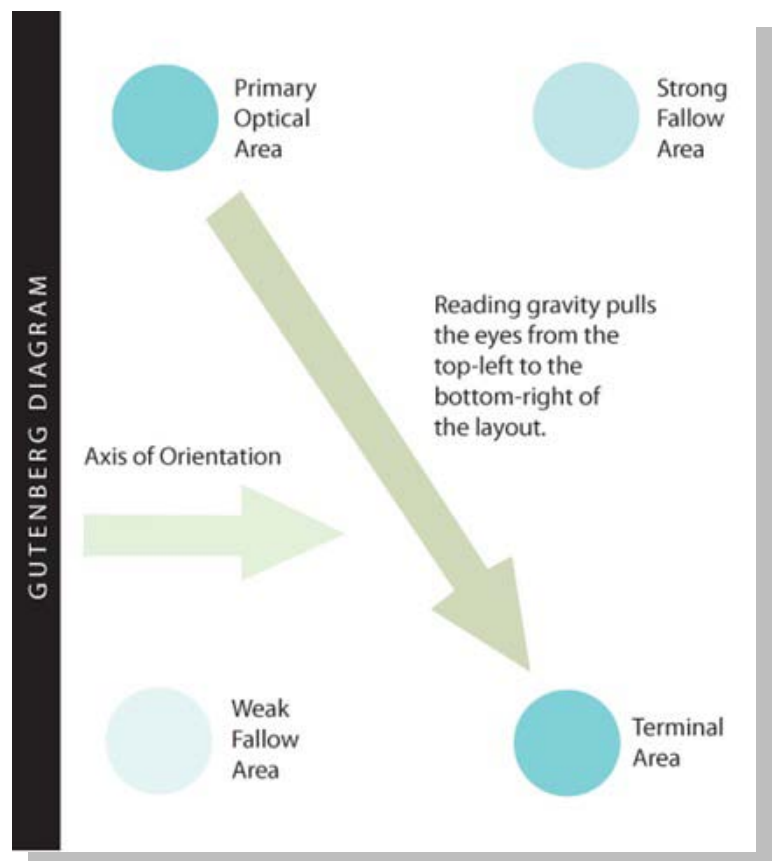 GUTENBERG DIAGRAM
Primary
Optical
Area
Strong
Fallow
Area
Reading gravity pulls
the eyes from the
top-left to the
bottom-right of
the layout.
Axis of Orientation
Weak
Fallow
Area
Terminal
Area